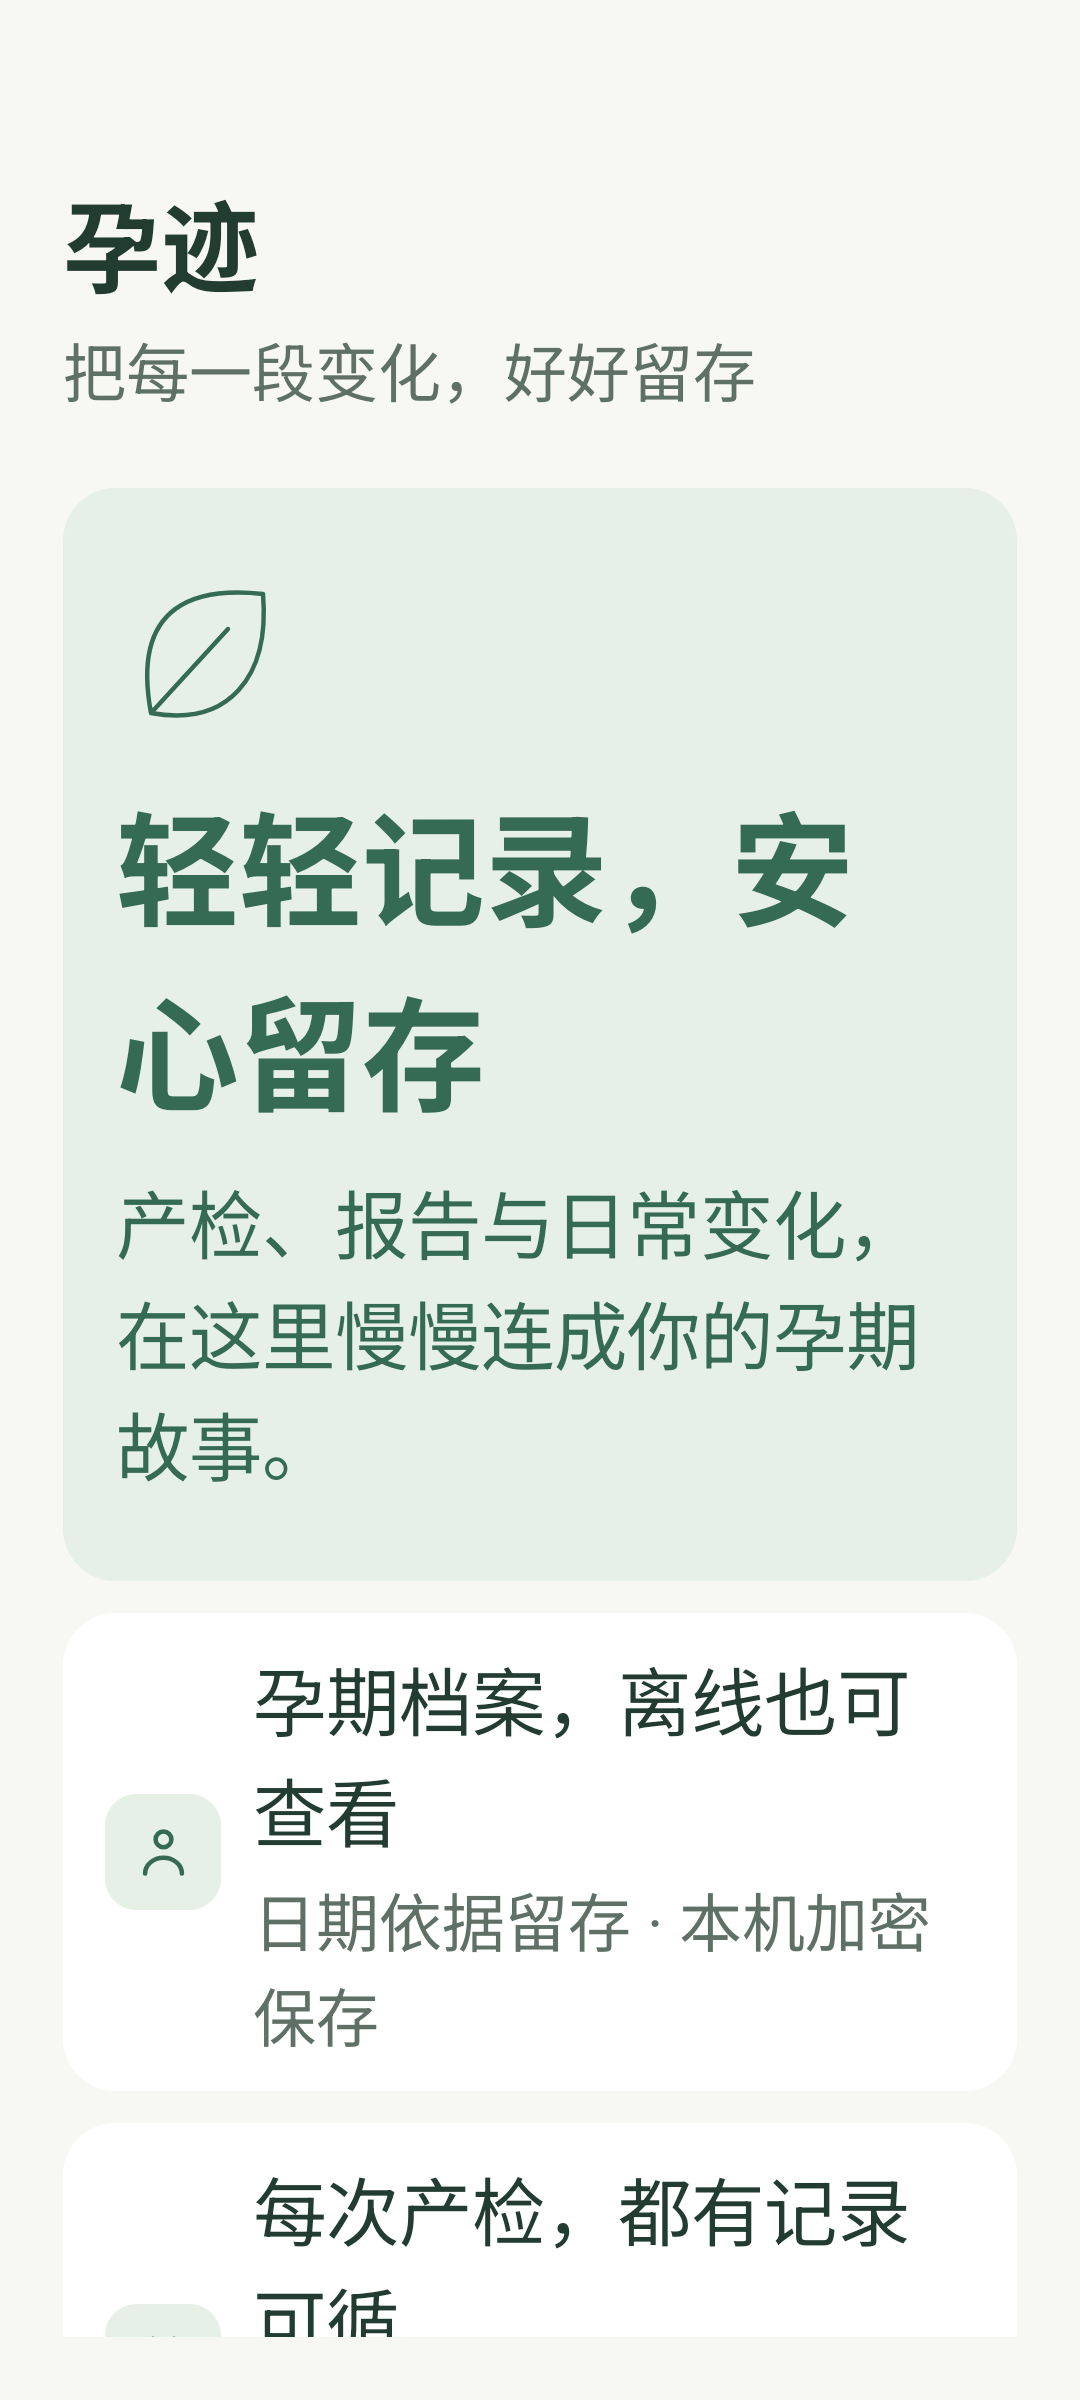 孕迹
把每一段变化，好好留存
轻轻记录，安
心留存
产检、报告与日常变化，
在这里慢慢连成你的孕期
故事。
孕期档案，离线也可
查看
日期依据留存 · 本机加密
保存
每次产检，都有记录
可循